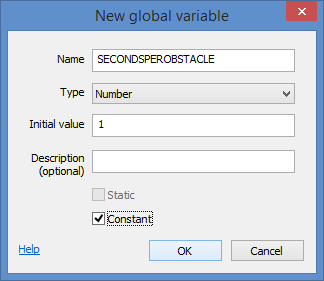 New global variable
Name SECONDSPEROBSTACLE
Type Number
Initial value 1
Description
(optional)
Static
Constant
Help OK Cancel